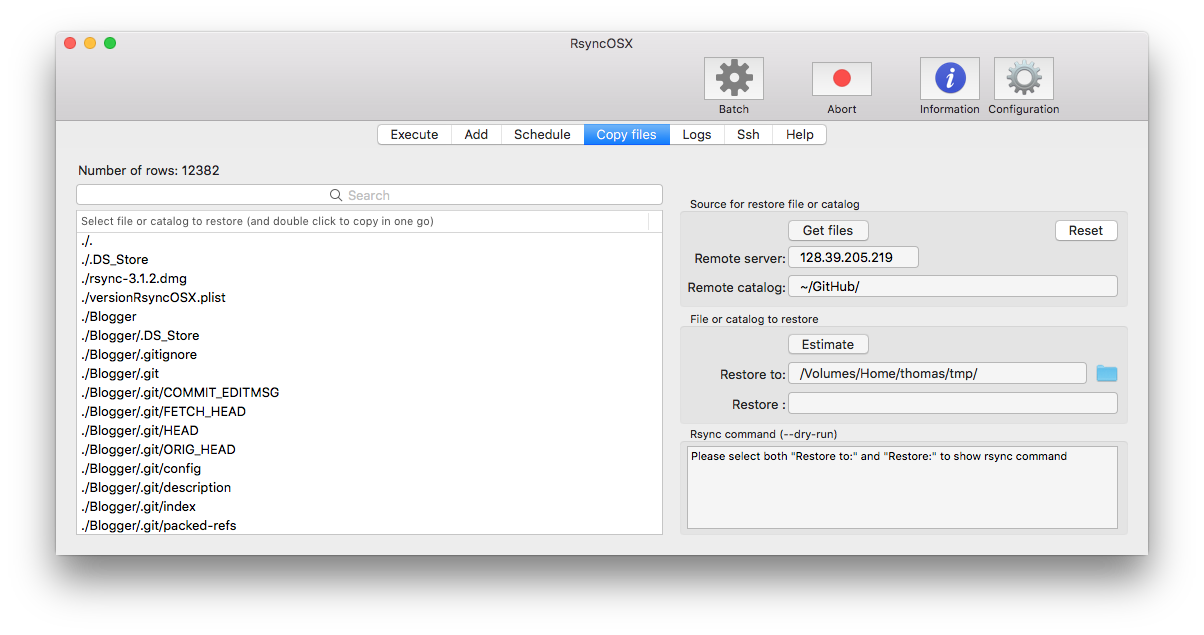 RsyncOSX
Batch
Abort
Information
Configuration
Execute
Add
Schedule
Copy files
Logs
Ssh
Help
Number of rows: 12382
Search
Select file or catalog to restore (and double click to copy in one go)
./.
./.DS_Store
./rsync-3.1.2.dmg
./versionRsyncOSX.plist
./Blogger
./Blogger/.DS_Store
./Blogger/.gitignore
./Blogger/.git
./Blogger/.git/COMMIT_EDITMSG
./Blogger/.git/FETCH_HEAD
./Blogger/.git/HEAD
./Blogger/.git/ORIG_HEAD
./Blogger/.git/config
./Blogger/.git/description
./Blogger/.git/index
./Blogger/.git/packed-refs
Source for restore file or catalog
Get files
Reset
Remote server: 128.39.205.219
Remote catalog: ~/GitHub/
File or catalog to restore
Estimate
Restore to: /Volumes/Home/thomas/tmp/
Restore :
Rsync command (--dry-run)
Please select both "Restore to:" and "Restore:" to show rsync command